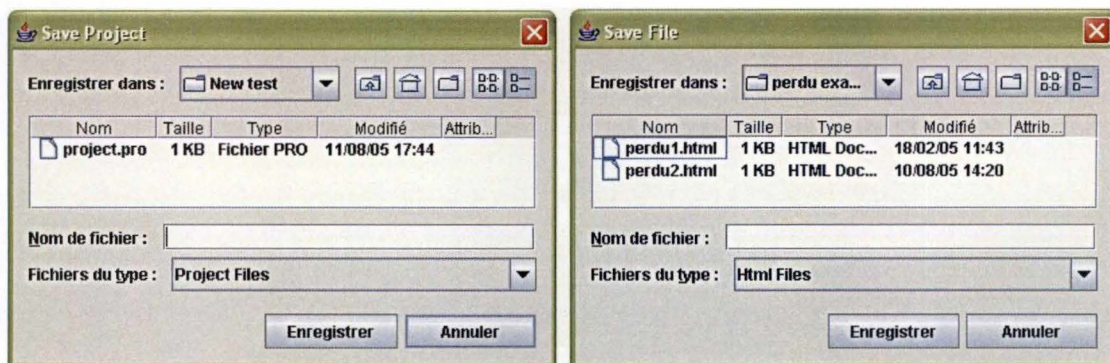 Save Project
Enregistrer dans : New test
Nom Taille Type Modifié Attrib...
project.pro 1 KB Fichier PRO 11/08/05 17:44
Nom de fichier :
Fichiers du type : Project Files
Enregistrer Annuler
Save File
Enregistrer dans : perdu exa...
Nom Taille Type Modifié Attrib...
perdu1.html 1 KB HTML Doc... 18/02/05 11:43
perdu2.html 1 KB HTML Doc... 10/08/05 14:20
Nom de fichier :
Fichiers du type : Html Files
Enregistrer Annuler